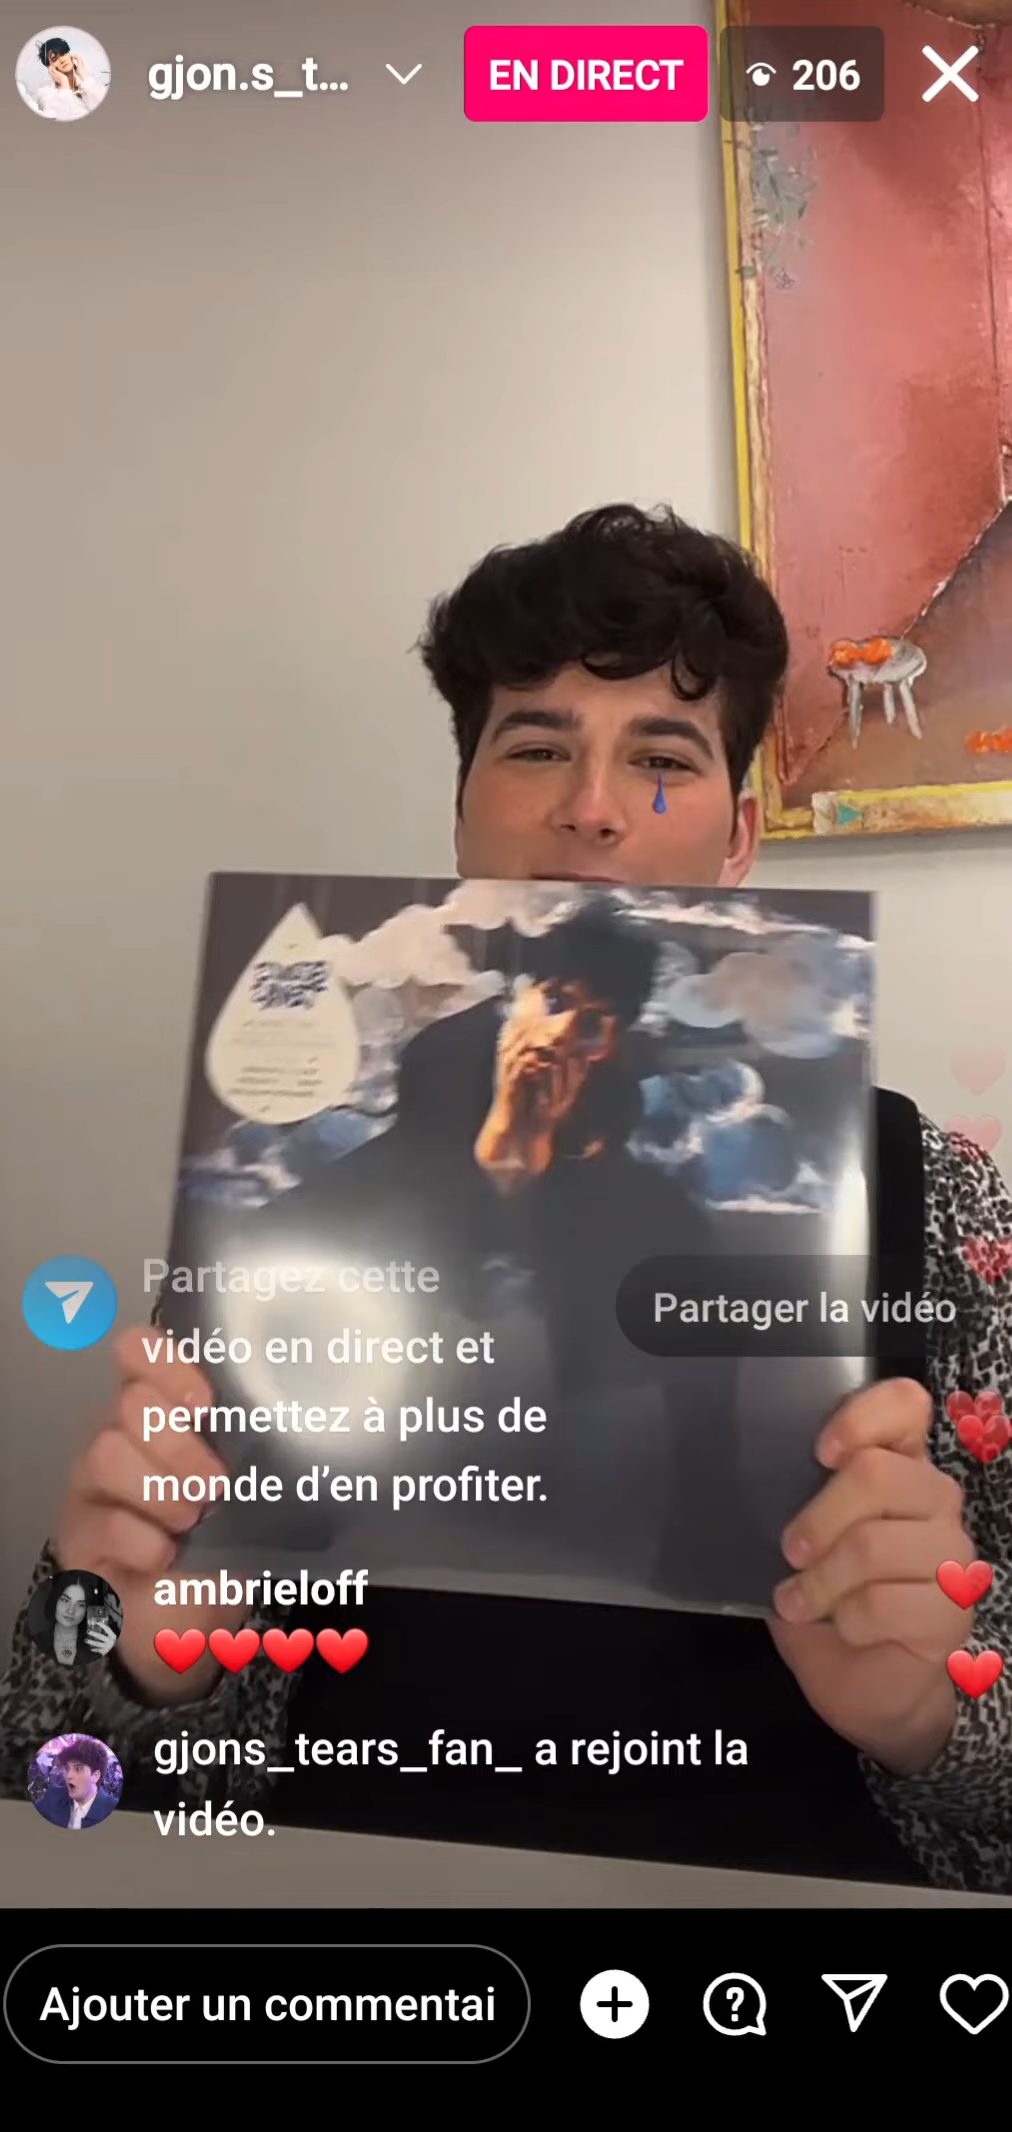 gjon.s_t...
EN DIRECT
206
Partagez cette
vidéo en direct et
permettez à plus de
monde d’en profiter.
Partager la vidéo
ambrieloff
❤️❤️❤️❤️
gjons_tears_fan_ a rejoint la
vidéo.
Ajouter un commentai